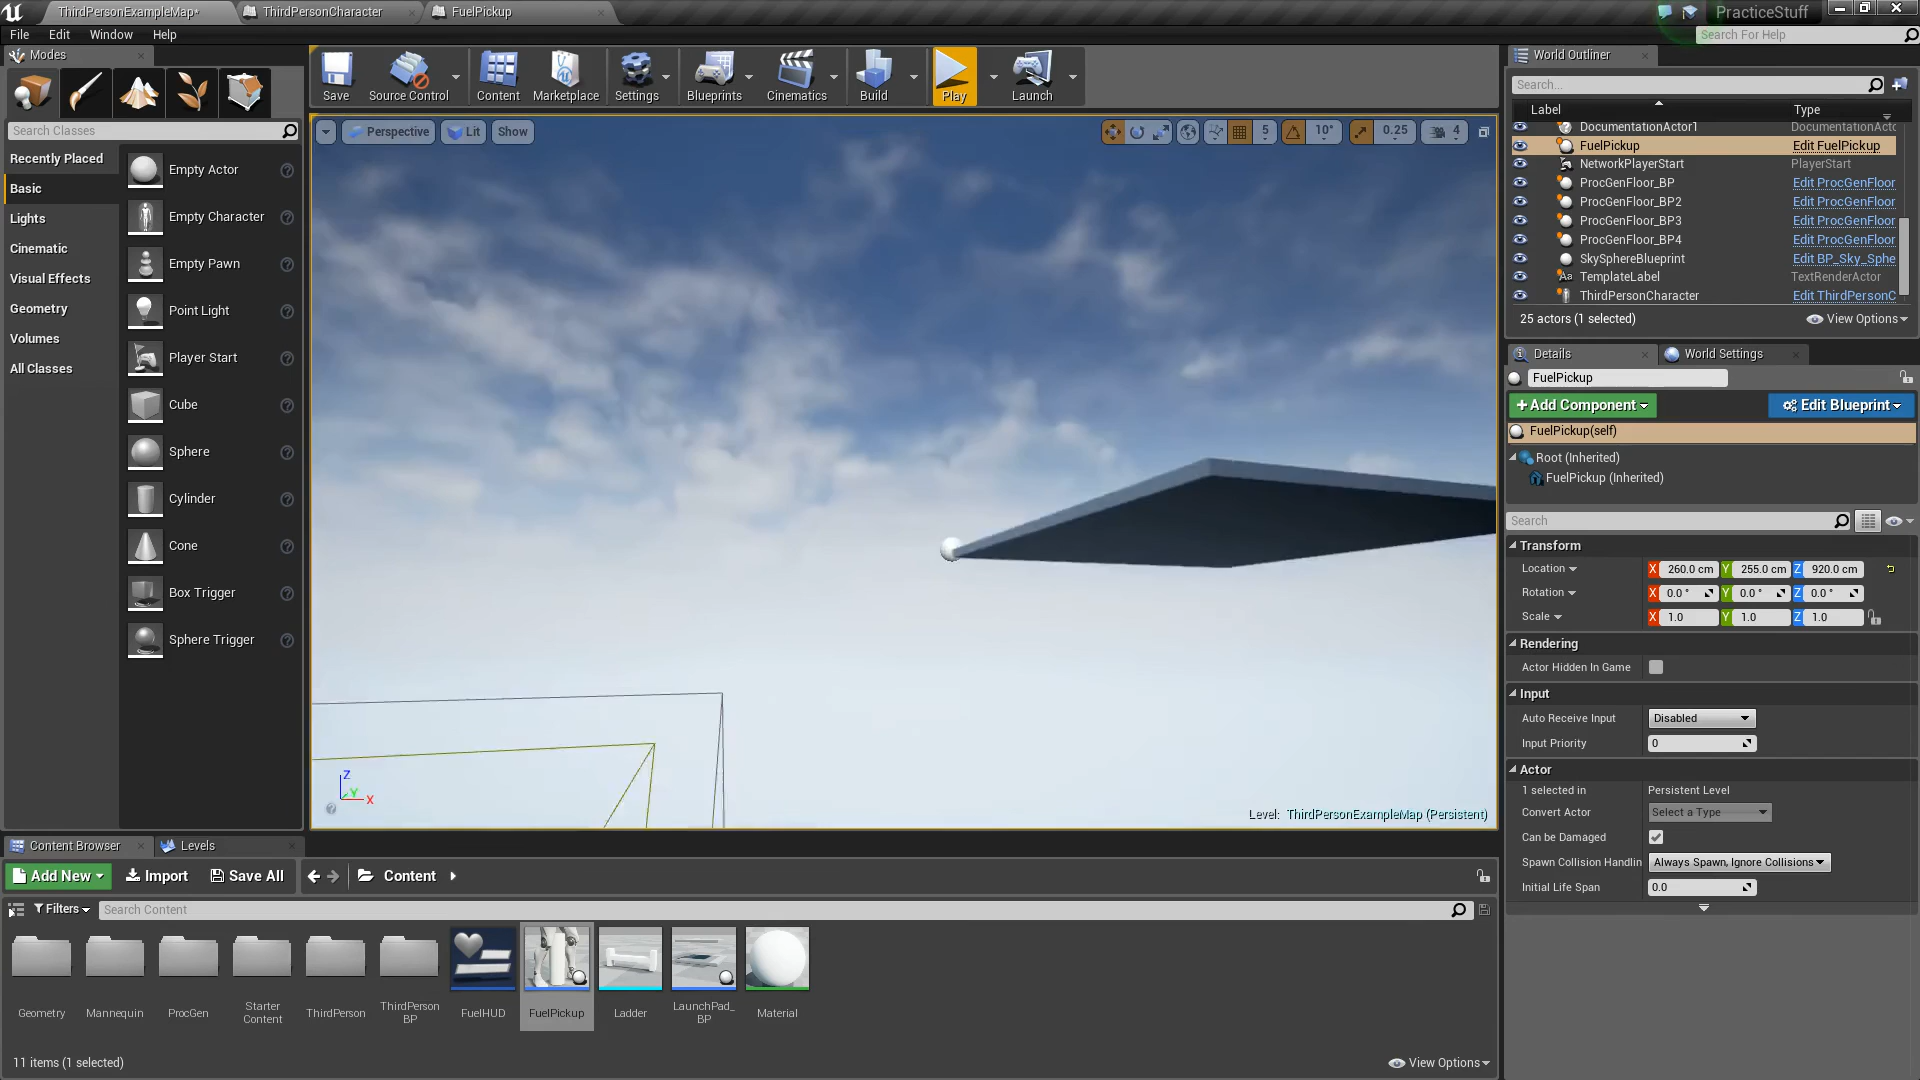 ThirdPersonExampleMap*
ThirdPersonCharacter
FuelPickup
PracticeStuff
File Edit Window Help
Search For Help
Modes
Search Classes
Recently Placed
Basic
Lights
Cinematic
Visual Effects
Geometry
Volumes
All Classes
Empty Actor
Empty Character
Empty Pawn
Point Light
Player Start
Cube
Sphere
Cylinder
Cone
Box Trigger
Sphere Trigger
Save
Source Control
Content
Marketplace
Settings
Blueprints
Cinematics
Build
Play
Launch
Perspective Lit Show
5 10° 0.25 4
Z
Y
X
Level: ThirdPersonExampleMap (Persistent)
World Outliner
Search...
Label Type
DocumentationActor1 DocumentationActc
FuelPickup Edit FuelPickup
NetworkPlayerStart PlayerStart
ProcGenFloor_BP Edit ProcGenFloor
ProcGenFloor_BP2 Edit ProcGenFloor
ProcGenFloor_BP3 Edit ProcGenFloor
ProcGenFloor_BP4 Edit ProcGenFloor
SkySphereBlueprint Edit BP_Sky_Sphe
Aa TemplateLabel TextRenderActor
ThirdPersonCharacter Edit ThirdPersonC
25 actors (1 selected) View Options
Details World Settings
FuelPickup
+Add Component Edit Blueprint
FuelPickup(self)
Root (Inherited)
FuelPickup (Inherited)
Search
Transform
Location X 260.0 cm Y 255.0 cm Z 920.0 cm
Rotation X 0.0 ° Y 0.0 ° Z 0.0 °
Scale X 1.0 Y 1.0 Z 1.0
Rendering
Actor Hidden In Game
Input
Auto Receive Input Disabled
Input Priority 0
Actor
1 selected in Persistent Level
Convert Actor Select a Type
Can be Damaged
Spawn Collision Handlin Always Spawn, Ignore Collisions
Initial Life Span 0.0
Content Browser Levels
Add New Import Save All Content
Filters Search Content
Geometry
Mannequin
ProcGen
Starter
Content
ThirdPerson
ThirdPerson
BP
FuelHUD
FuelPickup
Ladder
LaunchPad_
BP
Material
11 items (1 selected) View Options